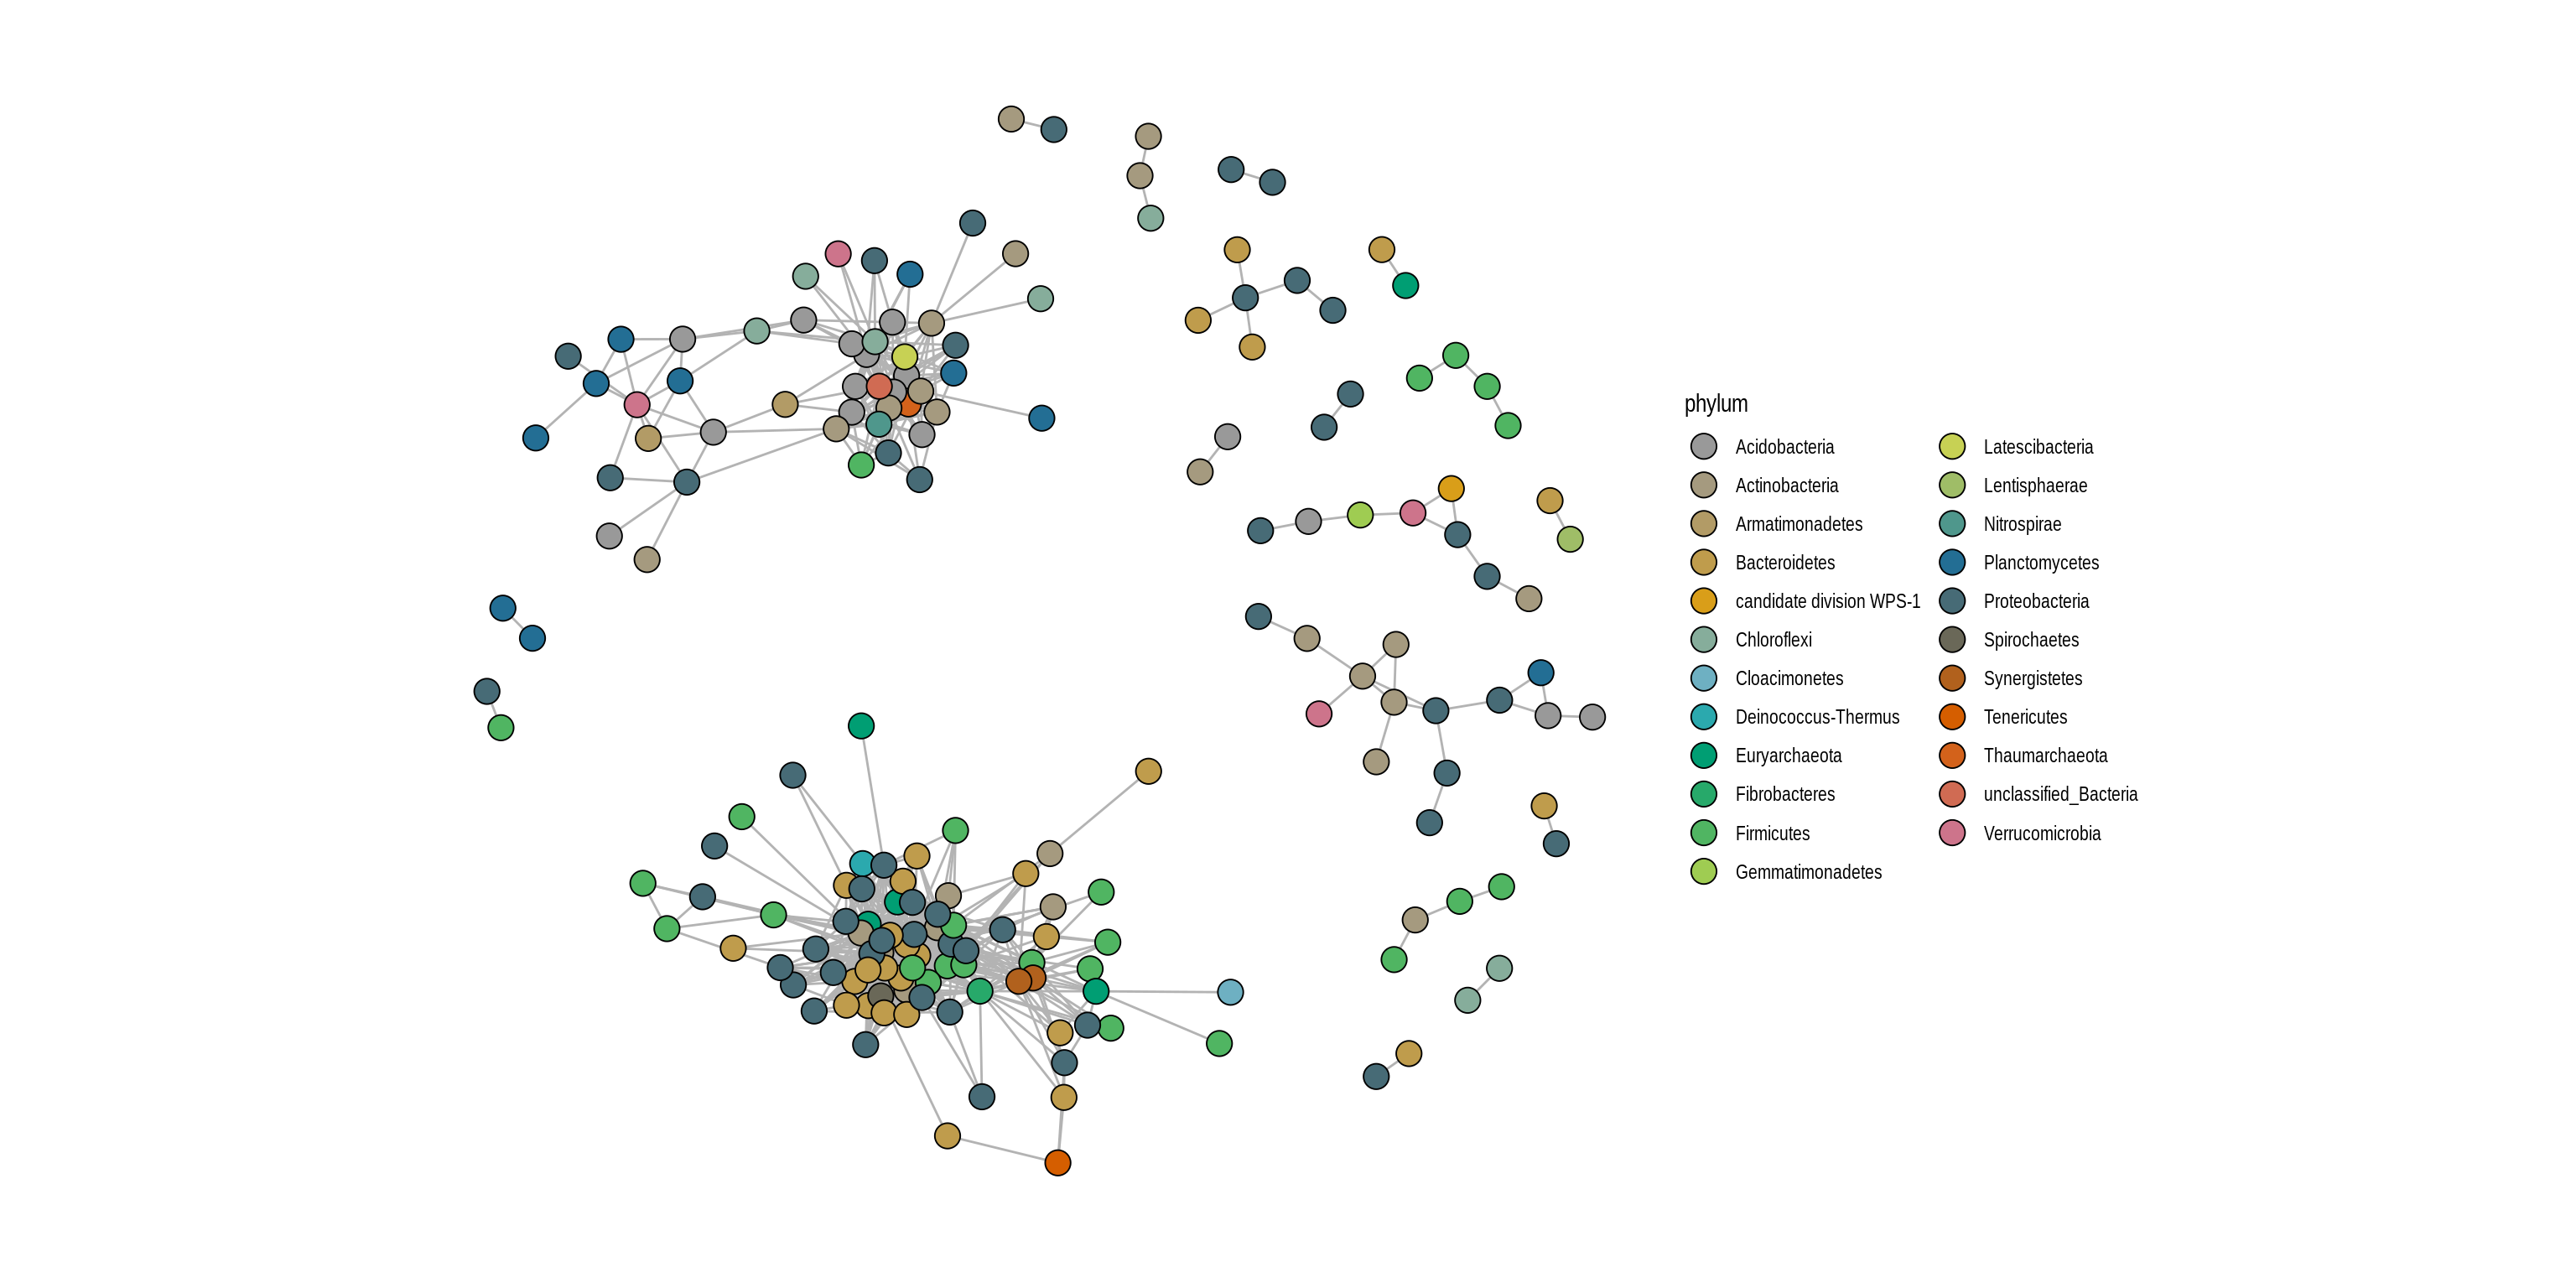 phylum
Acidobacteria
Actinobacteria
Armatimonadetes
Bacteroidetes
candidate division WPS-1
Chloroflexi
Cloacimonetes
Deinococcus-Thermus
Euryarchaeota
Fibrobacteres
Firmicutes
Gemmatimonadetes
Latescibacteria
Lentisphaerae
Nitrospirae
Planctomycetes
Proteobacteria
Spirochaetes
Synergistetes
Tenericutes
Thaumarchaeota
unclassified_Bacteria
Verrucomicrobia